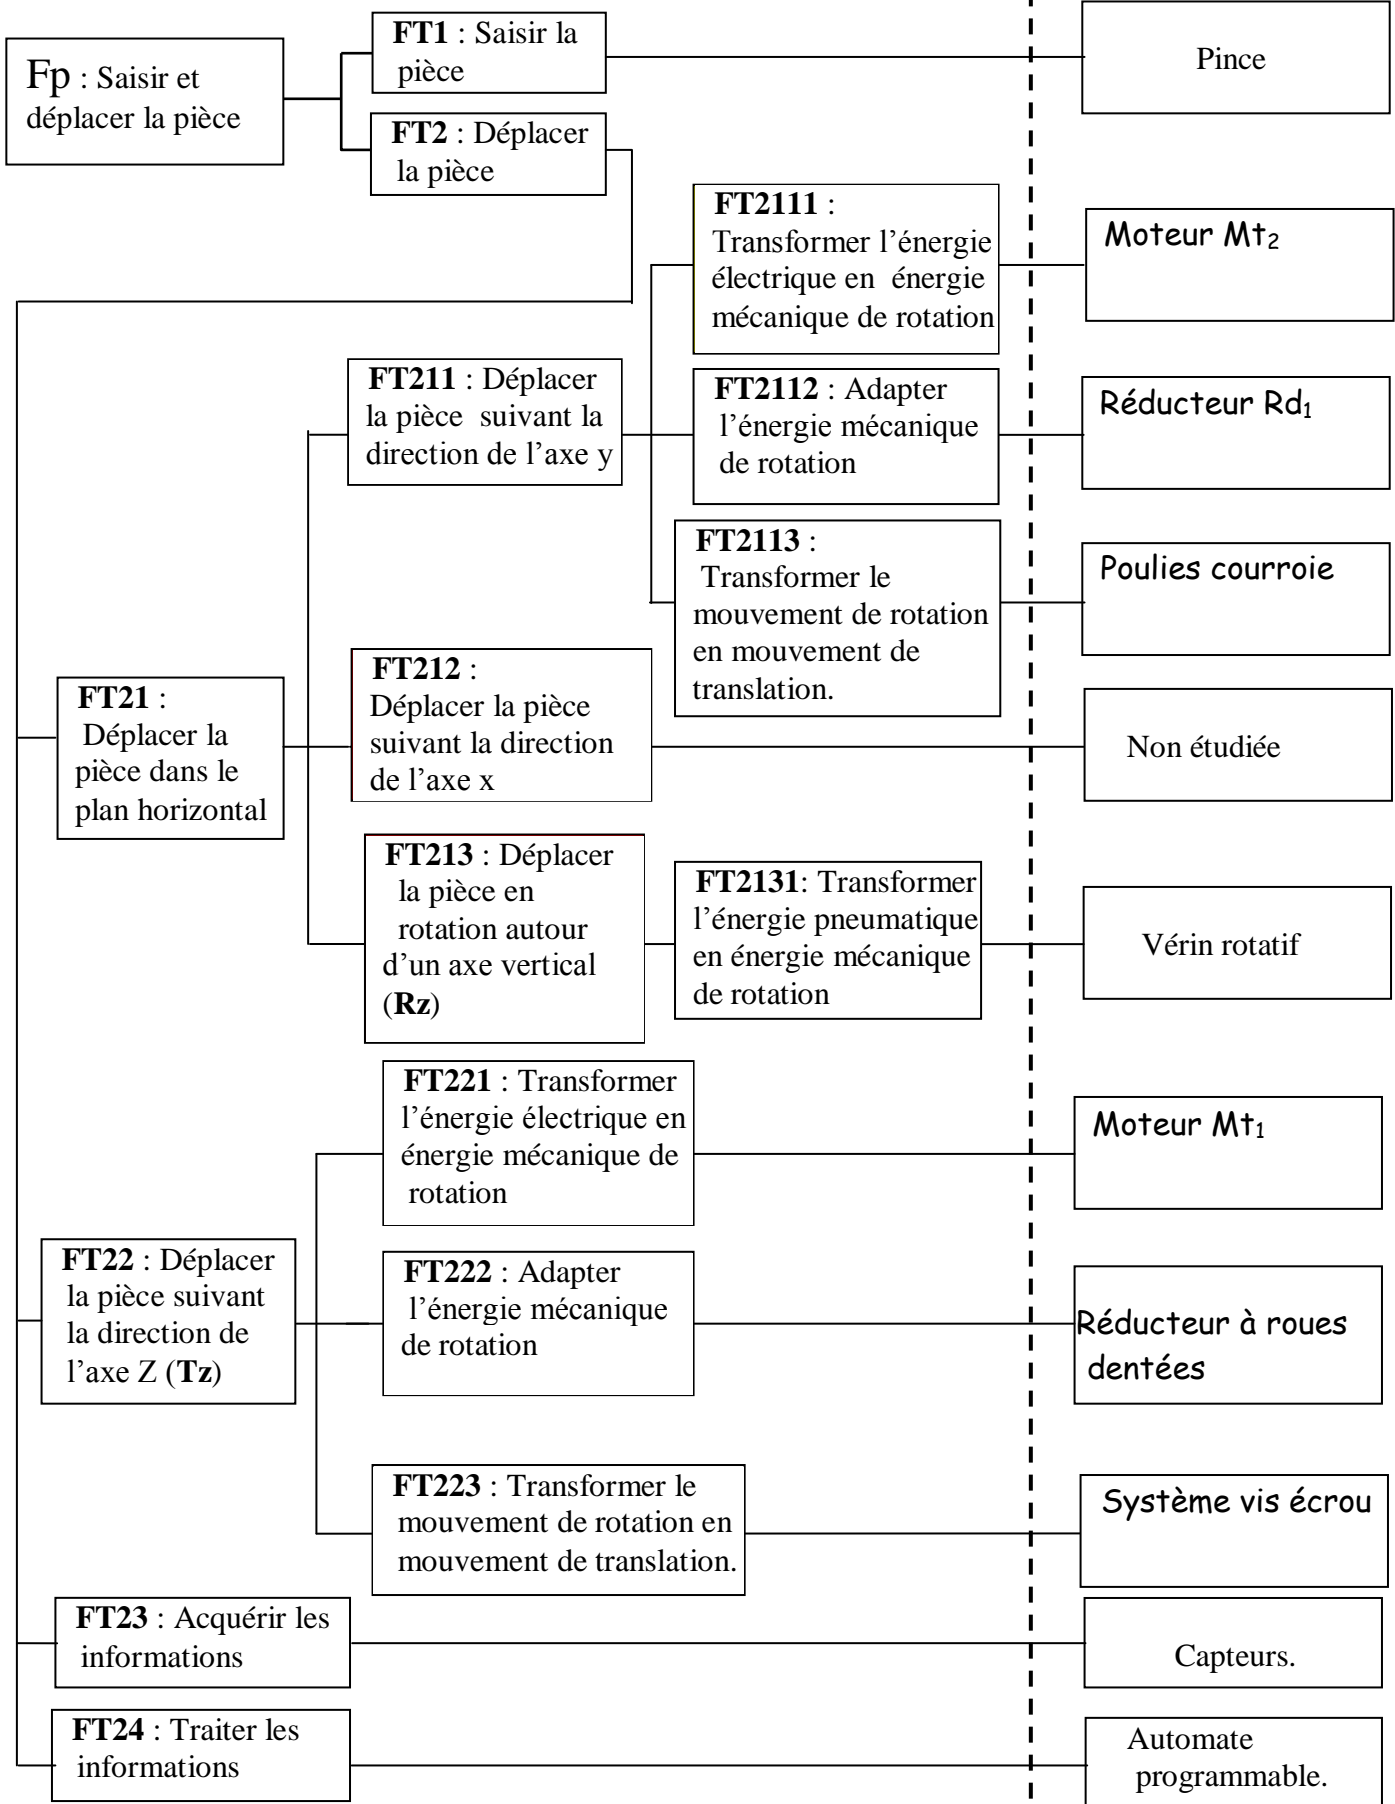 Fp : Saisir et
déplacer la pièce
FT1 : Saisir la
pièce
Pince
FT2 : Déplacer
la pièce
FT2111 :
Transformer l’énergie
électrique en énergie
mécanique de rotation
Moteur Mt₂
FT211 : Déplacer
la pièce suivant la
direction de l’axe y
FT2112 : Adapter
l’énergie mécanique
de rotation
Réducteur Rd₁
FT2113 :
Transformer le
mouvement de rotation
en mouvement de
translation.
Poulies courroie
FT21 :
Déplacer la
pièce dans le
plan horizontal
FT212 :
Déplacer la pièce
suivant la direction
de l’axe x
Non étudiée
FT213 : Déplacer
la pièce en
rotation autour
d’un axe vertical
(Rz)
FT2131: Transformer
l’énergie pneumatique
en énergie mécanique
de rotation
Vérin rotatif
FT221 : Transformer
l’énergie électrique en
énergie mécanique de
rotation
Moteur Mt₁
FT22 : Déplacer
la pièce suivant
la direction de
l’axe Z (Tz)
FT222 : Adapter
l’énergie mécanique
de rotation
Réducteur à roues
dentées
FT223 : Transformer le
mouvement de rotation en
mouvement de translation.
Système vis écrou
FT23 : Acquérir les
informations
Capteurs.
FT24 : Traiter les
informations
Automate
programmable.